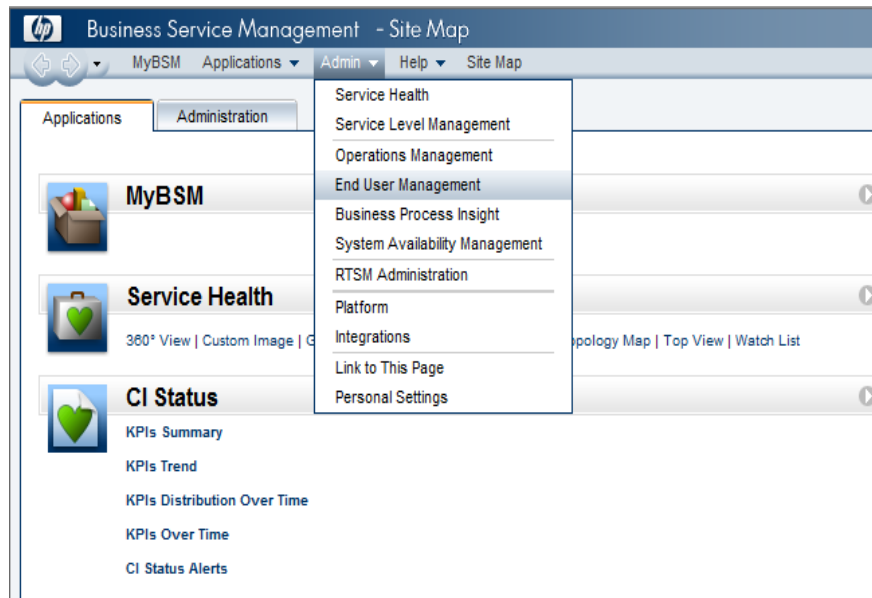 hp Business Service Management - Site Map
MyBSM Applications Admin Help Site Map
Applications Administration
Service Health
Service Level Management
Operations Management
End User Management
Business Process Insight
System Availability Management
RTSM Administration
Platform
Integrations
Link to This Page
Personal Settings
MyBSM
Service Health
360° View | Custom Image | G
pology Map | Top View | Watch List
CI Status
KPIs Summary
KPIs Trend
KPIs Distribution Over Time
KPIs Over Time
CI Status Alerts